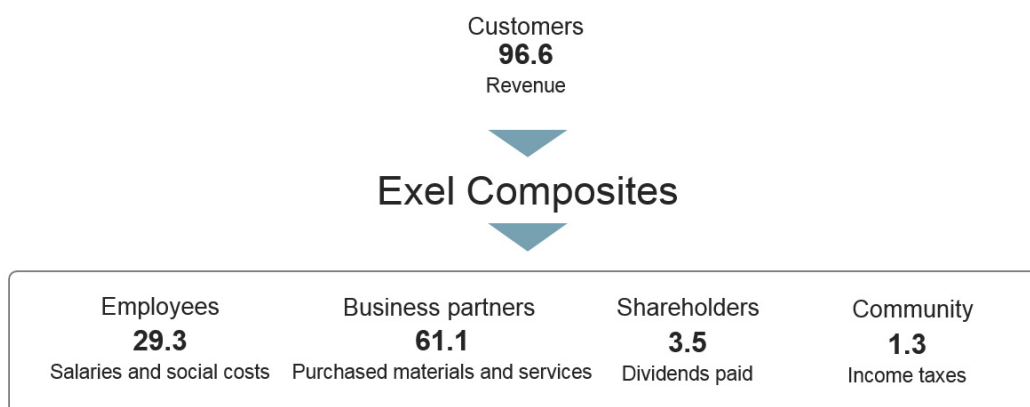 Customers
96.6
Revenue
Exel Composites
Employees
29.3
Salaries and social costs
Business partners
61.1
Purchased materials and services
Shareholders
3.5
Dividends paid
Community
1.3
Income taxes